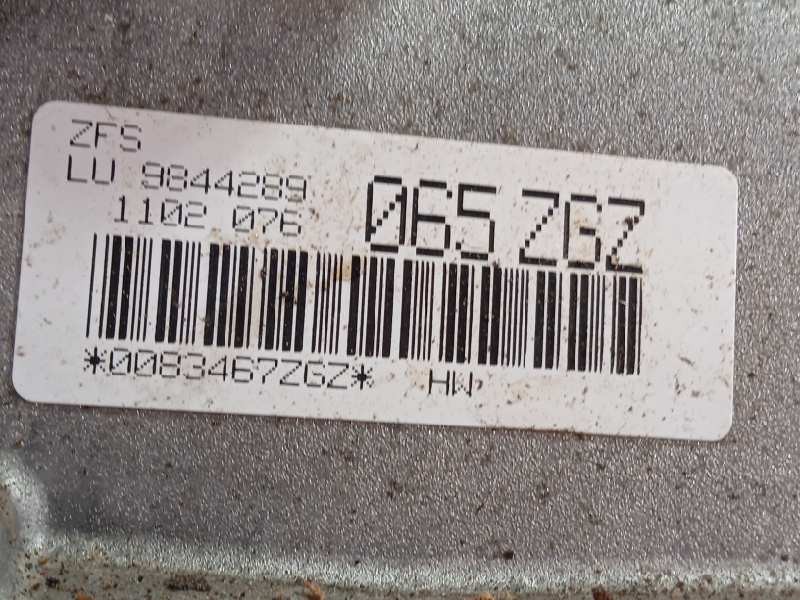 ZFS
LU 9844289
1102 076
065 ZGZ
*0083467ZGZ* HW